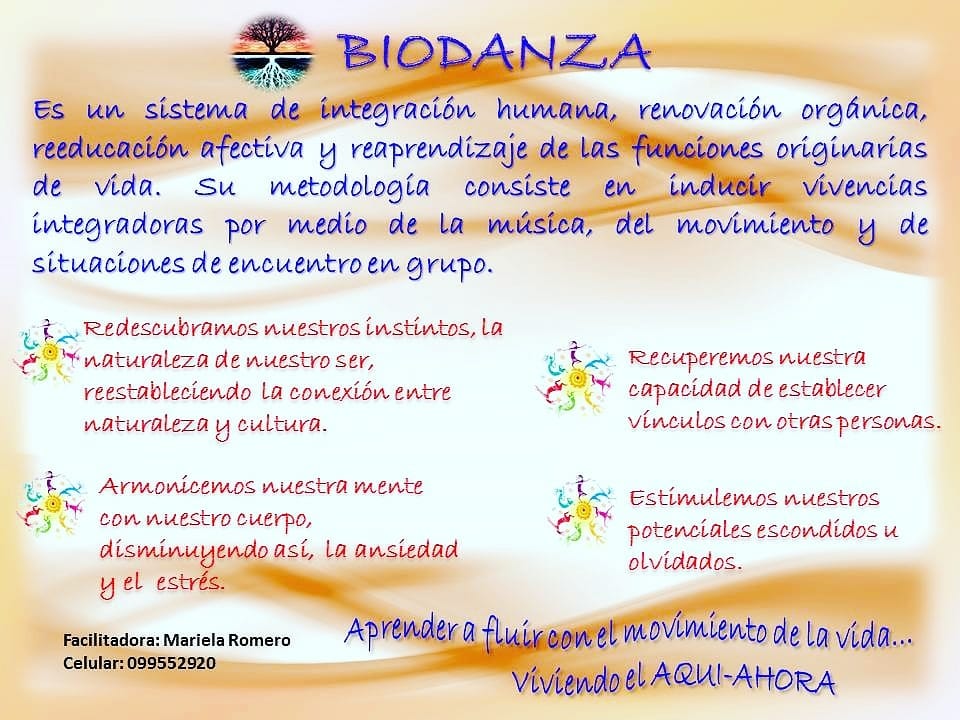 BIODANZA
Es un sistema de integración humana, renovación orgánica,
reeducación afectiva y reaprendizaje de las funciones originarias
de vida. Su metodología consiste en inducir vivencias
integradoras por medio de la música, del movimiento y de
situaciones de encuentro en grupo.
Redescubramos nuestros instintos, la
naturaleza de nuestro ser,
reestableciendo la conexión entre
naturaleza y cultura.
Recuperemos nuestra
capacidad de establecer
vínculos con otras personas.
Armonicemos nuestra mente
con nuestro cuerpo,
disminuyendo así, la ansiedad
y el estrés.
Estimulemos nuestros
potenciales escondidos u
olvidados.
Facilitadora: Mariela Romero
Celular: 099552920
Aprender a fluir con el movimiento de la vida...
Viviendo el AQUI-AHORA